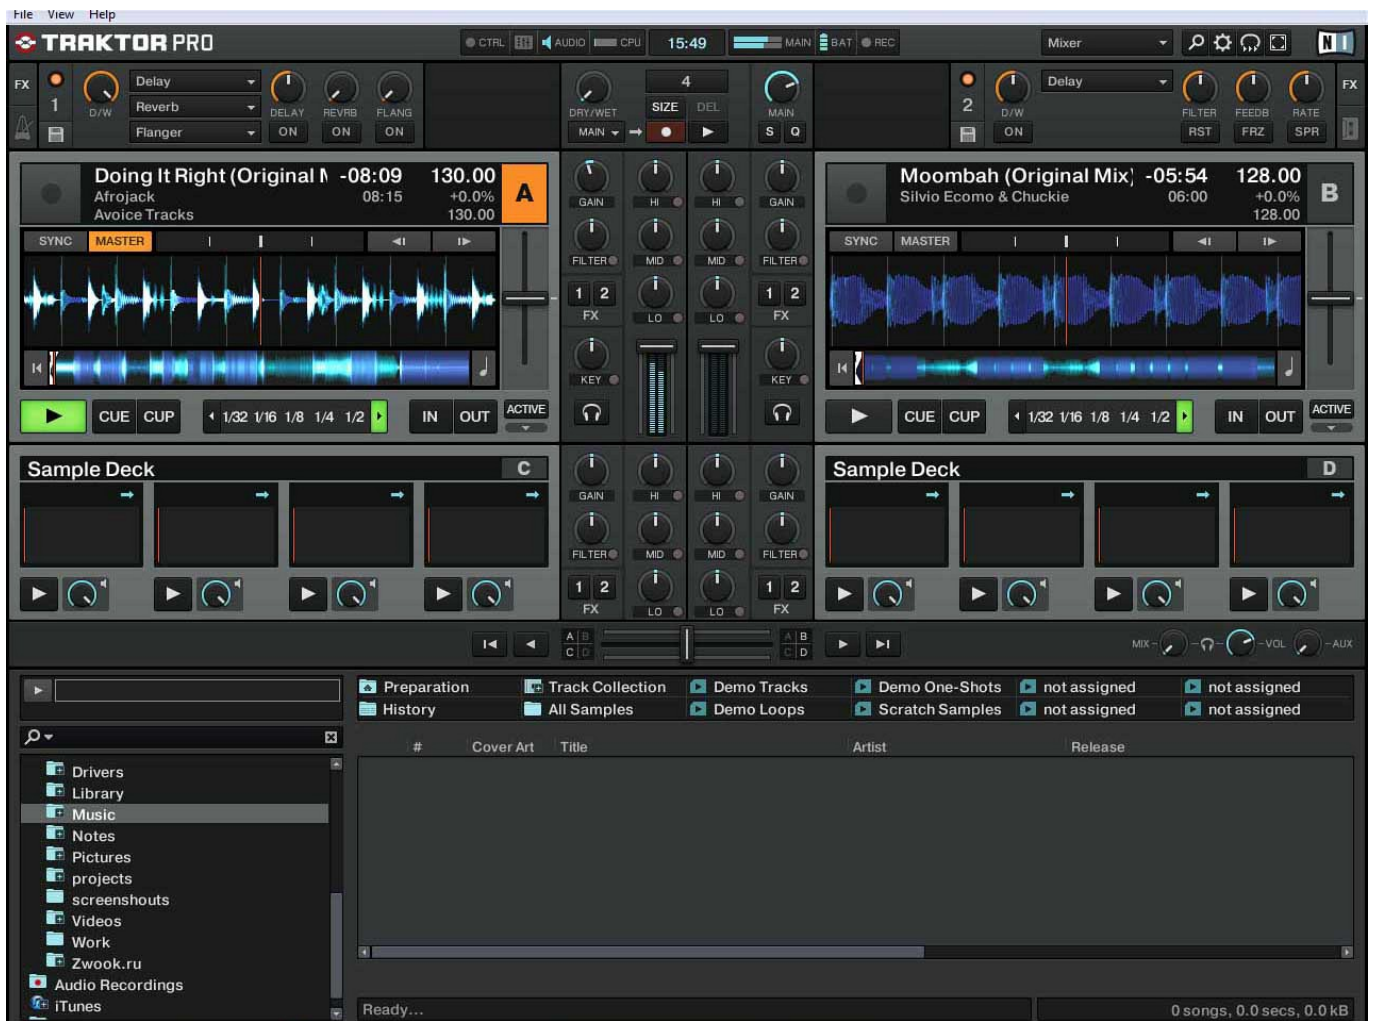 File View Help
TRAKTOR PRO
CTRL AUDIO CPU 15:49 MAIN BAT REC Mixer
FX 1 D/W Delay Reverb Flanger DELAY REVRB FLANG ON ON ON
DRY/WET 4 SIZE DEL MAIN MAIN S Q
2 D/W ON Delay FILTER FEEDB RATE RST FRZ SPR FX
Doing It Right (Original M -08:09 130.00 A
Afrojack 08:15 +0.0%
Avoice Tracks 130.00
SYNC MASTER
CUE CUP 1/32 1/16 1/8 1/4 1/2 IN OUT ACTIVE
GAIN HI HI GAIN
FILTER MID MID FILTER
1 2 FX LO LO 1 2 FX
KEY KEY
Moombah (Original Mix) -05:54 128.00 B
Silvio Ecomo & Chuckie 06:00 +0.0%
128.00
SYNC MASTER
CUE CUP 1/32 1/16 1/8 1/4 1/2 IN OUT ACTIVE
Sample Deck C
GAIN HI HI GAIN
FILTER MID MID FILTER
1 2 FX LO LO 1 2 FX
Sample Deck D
A B C D A B C D
MIX VOL AUX
Preparation Track Collection Demo Tracks Demo One-Shots not assigned not assigned
History All Samples Demo Loops Scratch Samples not assigned not assigned
# Cover Art Title Artist Release
Drivers
Library
Music
Notes
Pictures
projects
screenshouts
Videos
Work
Zwook.ru
Audio Recordings
iTunes
Ready...
0 songs, 0.0 secs, 0.0 kB